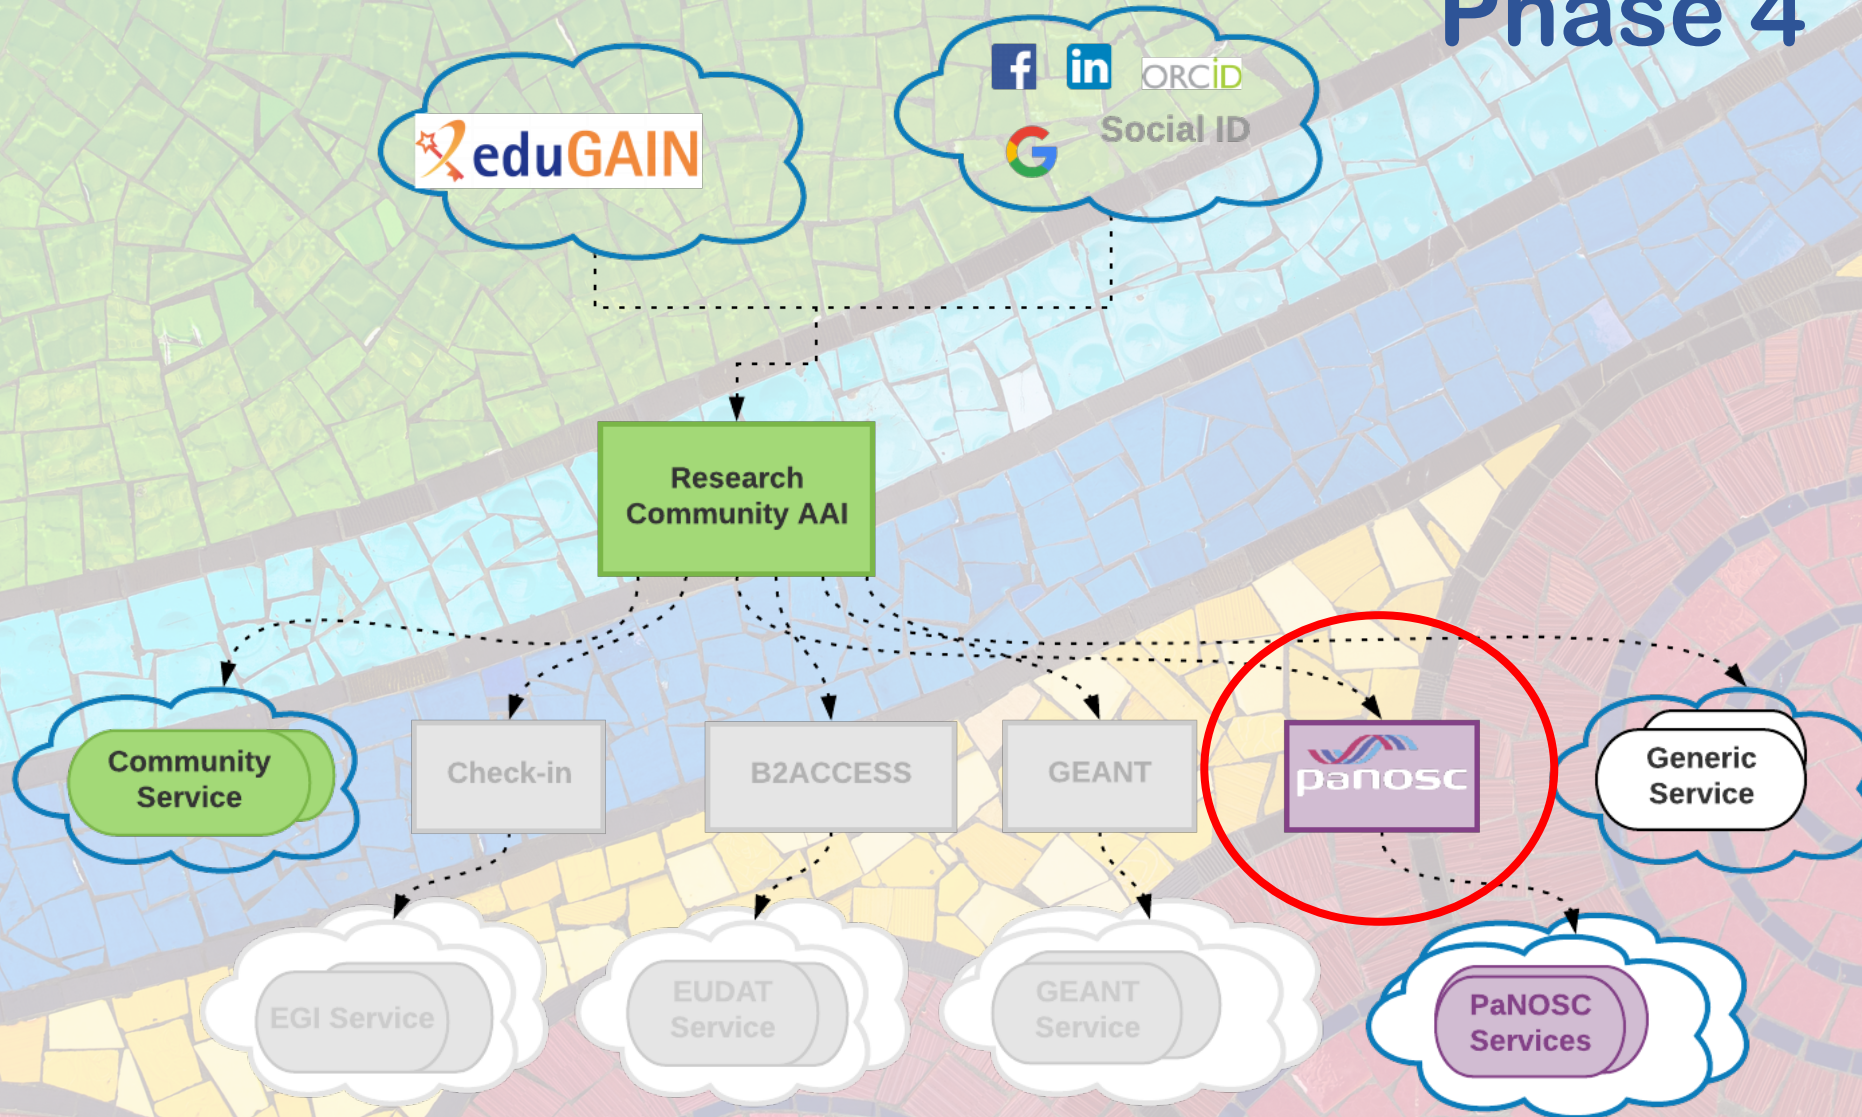 Phase 4
eduGAIN
ORCID
Social ID
Research
Community AAI
Community
Service
Check-in
B2ACCESS
GEANT
panosc
Generic
Service
EGI Service
EUDAT
Service
GEANT
Service
PaNOSC
Services